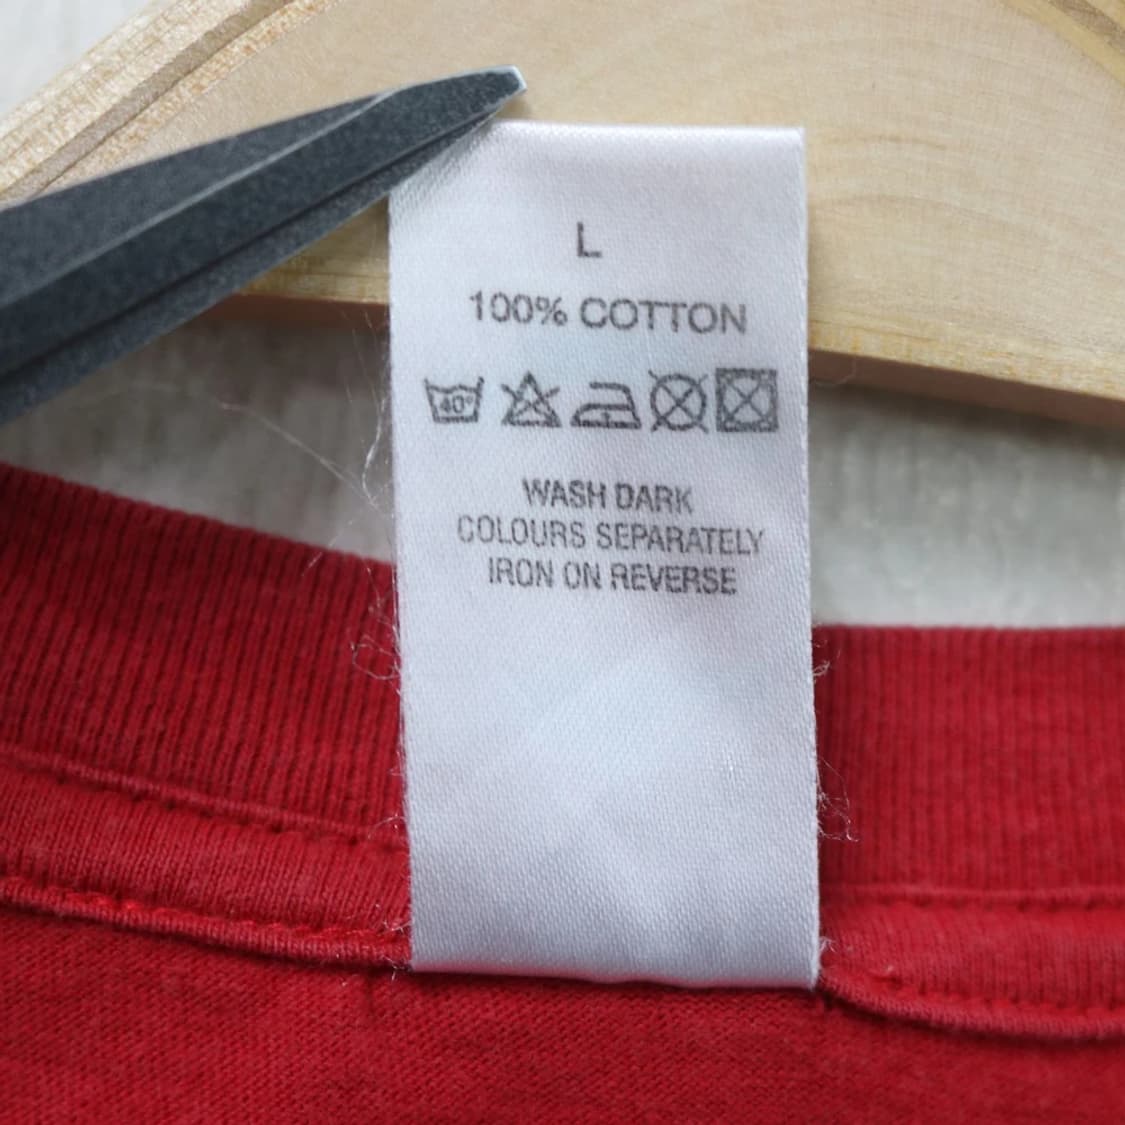 L
100% COTTON
40°
WASH DARK
COLOURS SEPARATELY
IRON ON REVERSE